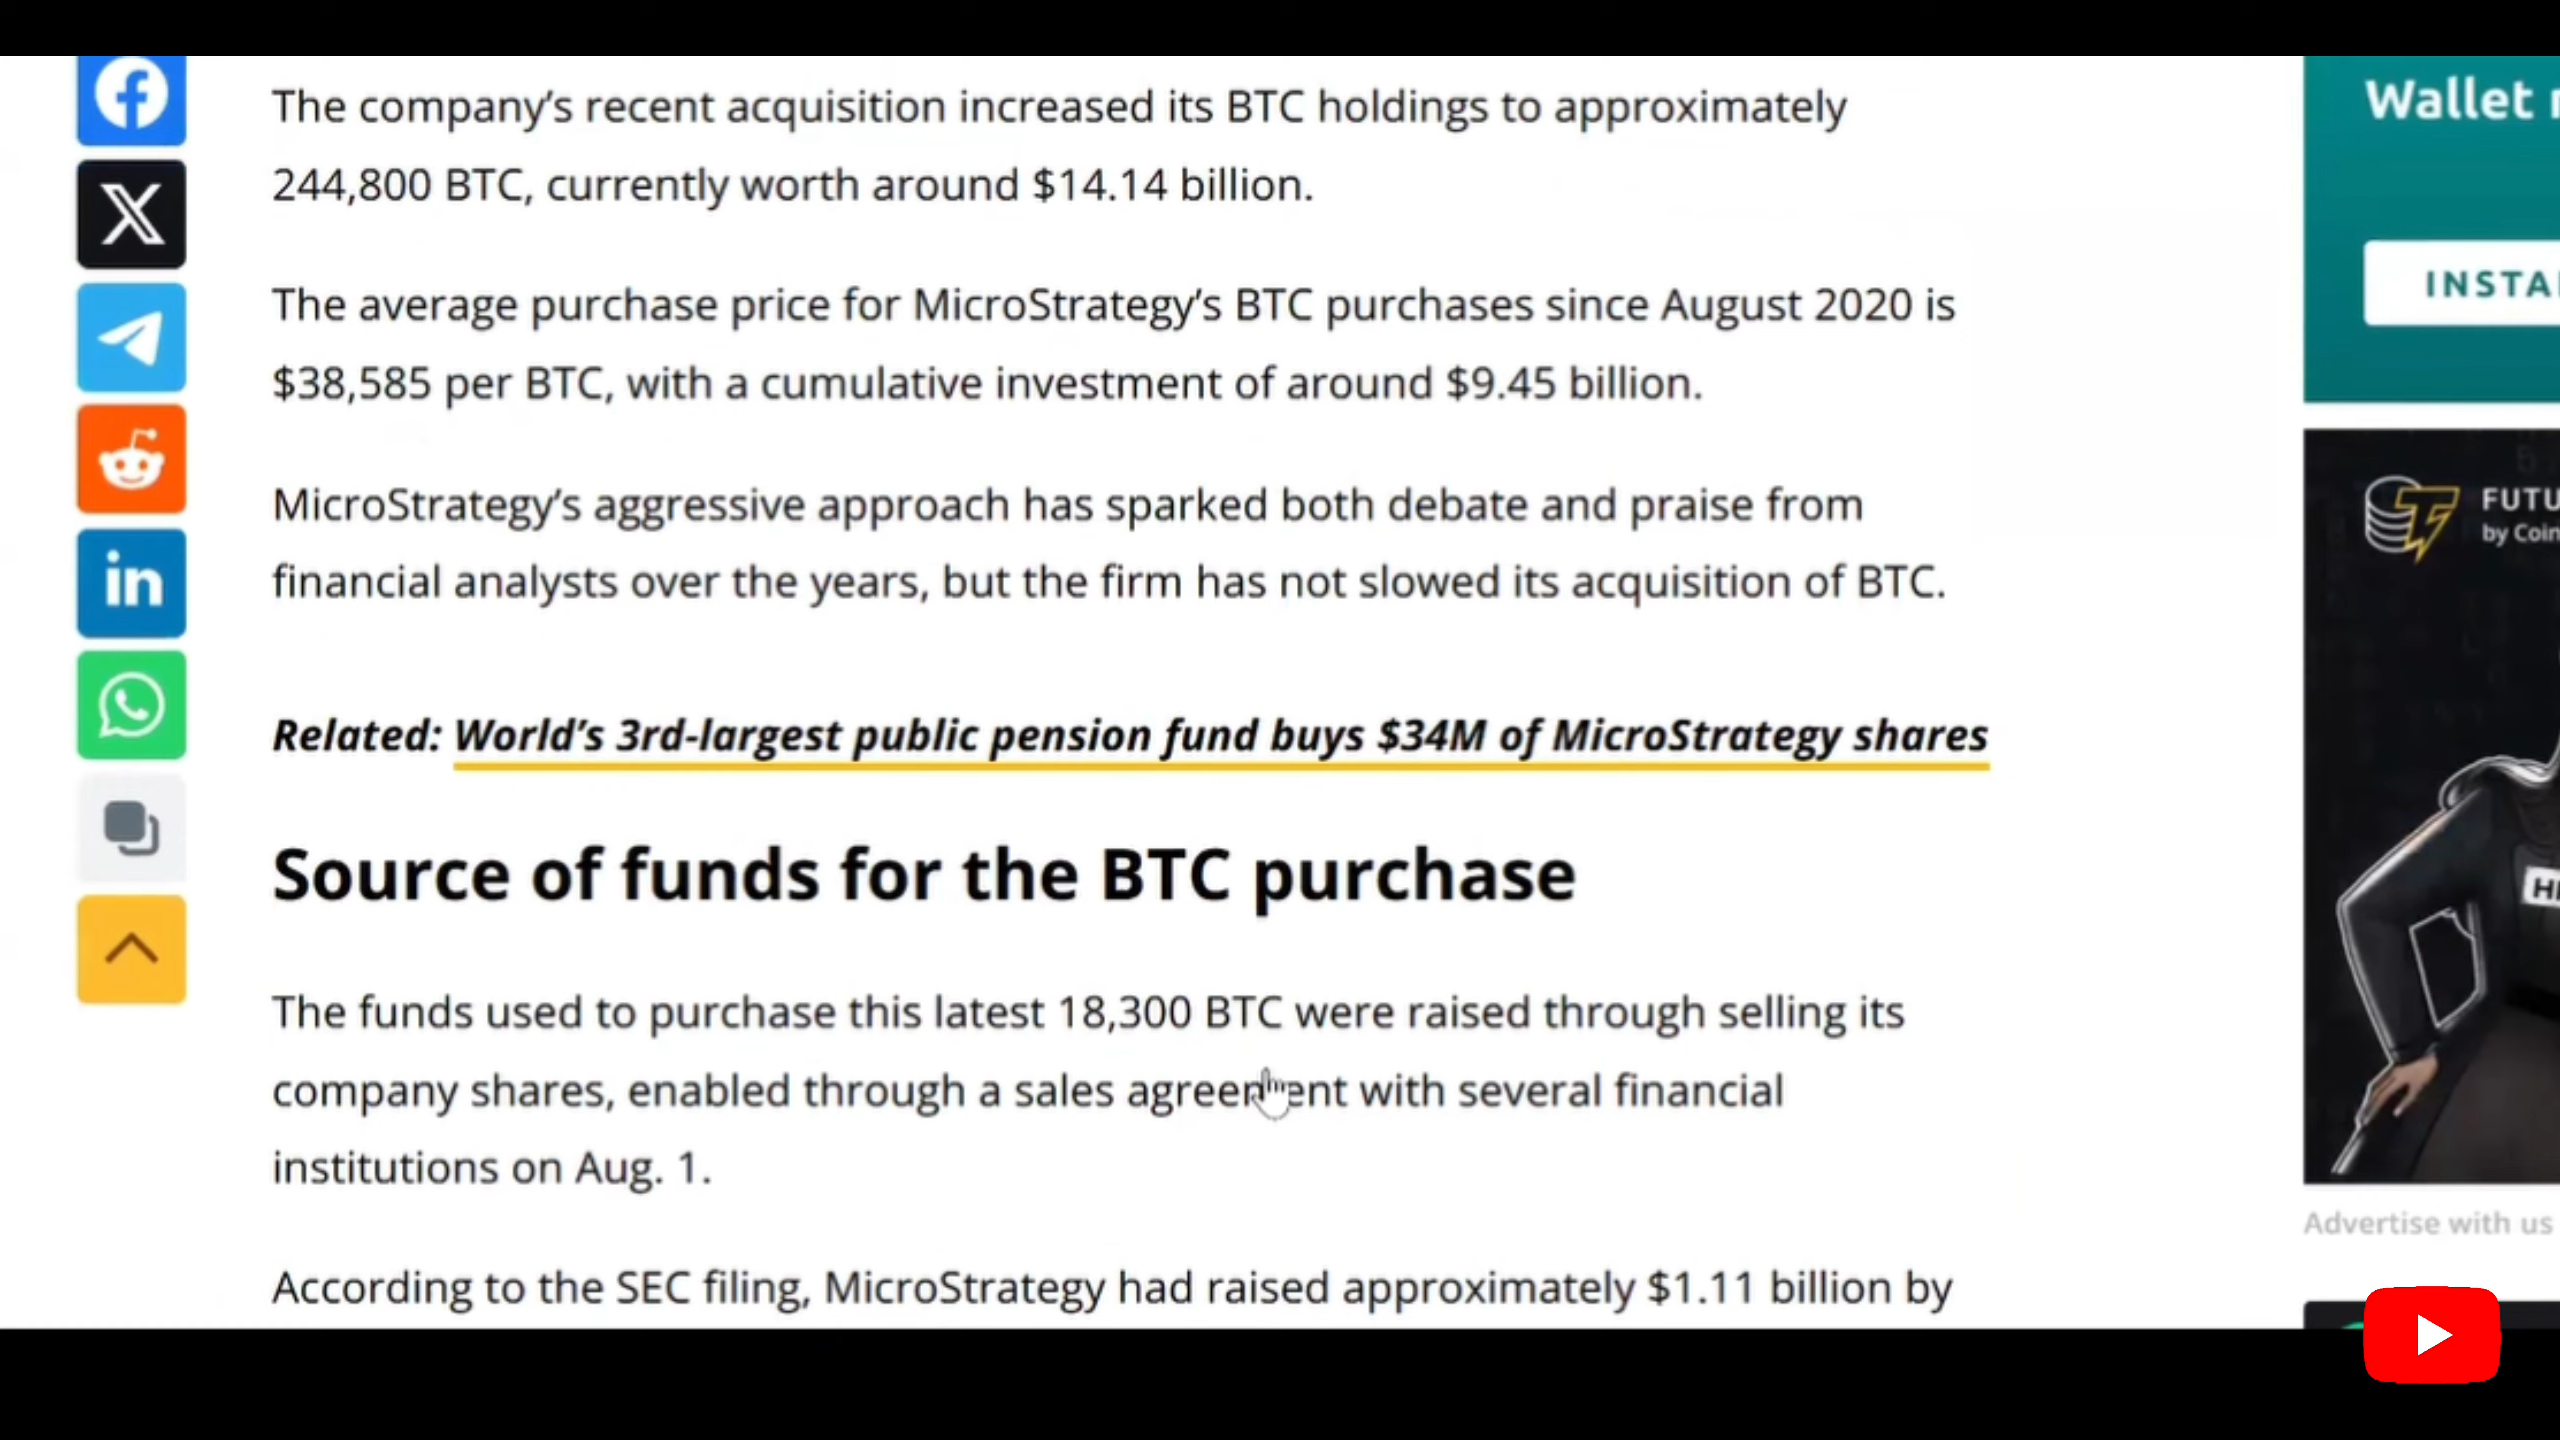 The company’s recent acquisition increased its BTC holdings to approximately
244,800 BTC, currently worth around $14.14 billion.
The average purchase price for MicroStrategy’s BTC purchases since August 2020 is
$38,585 per BTC, with a cumulative investment of around $9.45 billion.
MicroStrategy’s aggressive approach has sparked both debate and praise from
financial analysts over the years, but the firm has not slowed its acquisition of BTC.
Related: World’s 3rd-largest public pension fund buys $34M of MicroStrategy shares
Source of funds for the BTC purchase
The funds used to purchase this latest 18,300 BTC were raised through selling its
company shares, enabled through a sales agreement with several financial
institutions on Aug. 1.
According to the SEC filing, MicroStrategy had raised approximately $1.11 billion by
Wallet
INSTA
FUTU
by Coin
Advertise with us